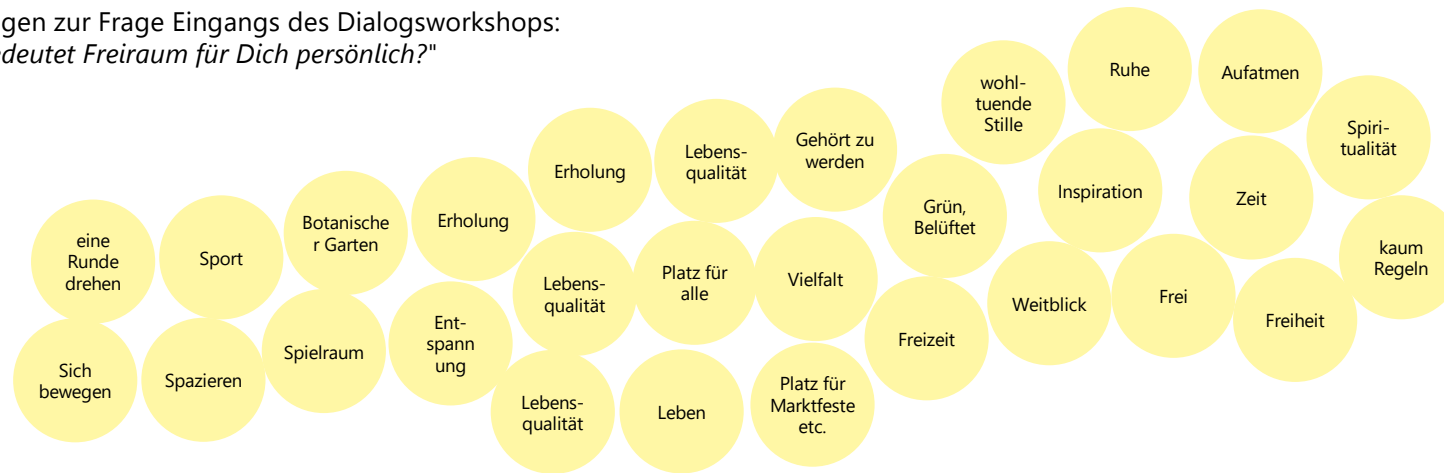 gen zur Frage Eingangs des Dialogsworkshops:
deutet Freiraum für Dich persönlich?"
eine
Runde
drehen
Sich
bewegen
Sport
Spazieren
Botanische
r Garten
Spielraum
Erholung
Ent-
spann
ung
Erholung
Lebens-
qualität
Lebens-
qualität
Lebens-
qualität
Platz für
alle
Leben
Gehört zu
werden
Vielfalt
Platz für
Marktfeste
etc.
Grün,
Belüftet
Freizeit
wohl-
tuende
Stille
Weitblick
Ruhe
Inspiration
Frei
Aufatmen
Zeit
Freiheit
Spiri-
tualität
kaum
Regeln